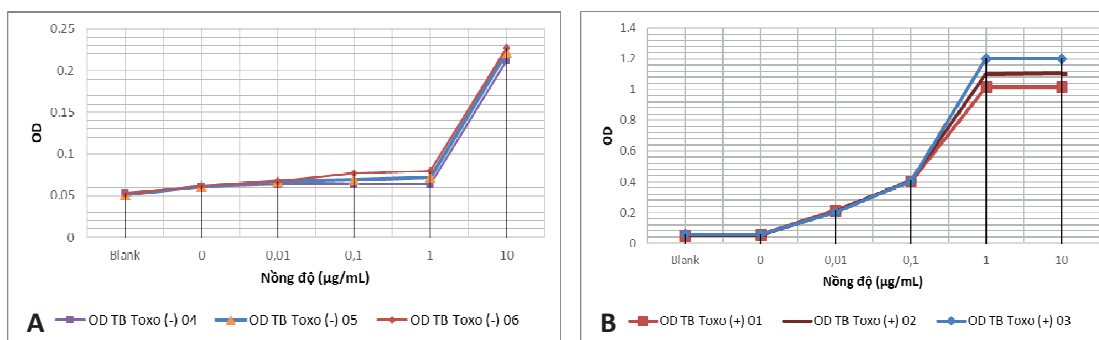 0.25
0.2
0.15
0.1
0.05
0
OD
Blank 0 0,01 0,1 1 10
Nồng độ (µg/mL)
A
OD TB Toxo (-) 04 OD TB Toxo (-) 05 OD TB Toxo (-) 06
1.4
1.2
1
0.8
0.6
0.4
0.2
0
OD
Blank 0 0,01 0,1 1 10
Nồng độ (µg/mL)
B
OD TB Toxo (+) 01 OD TB Toxo (+) 02 OD TB Toxo (+) 03